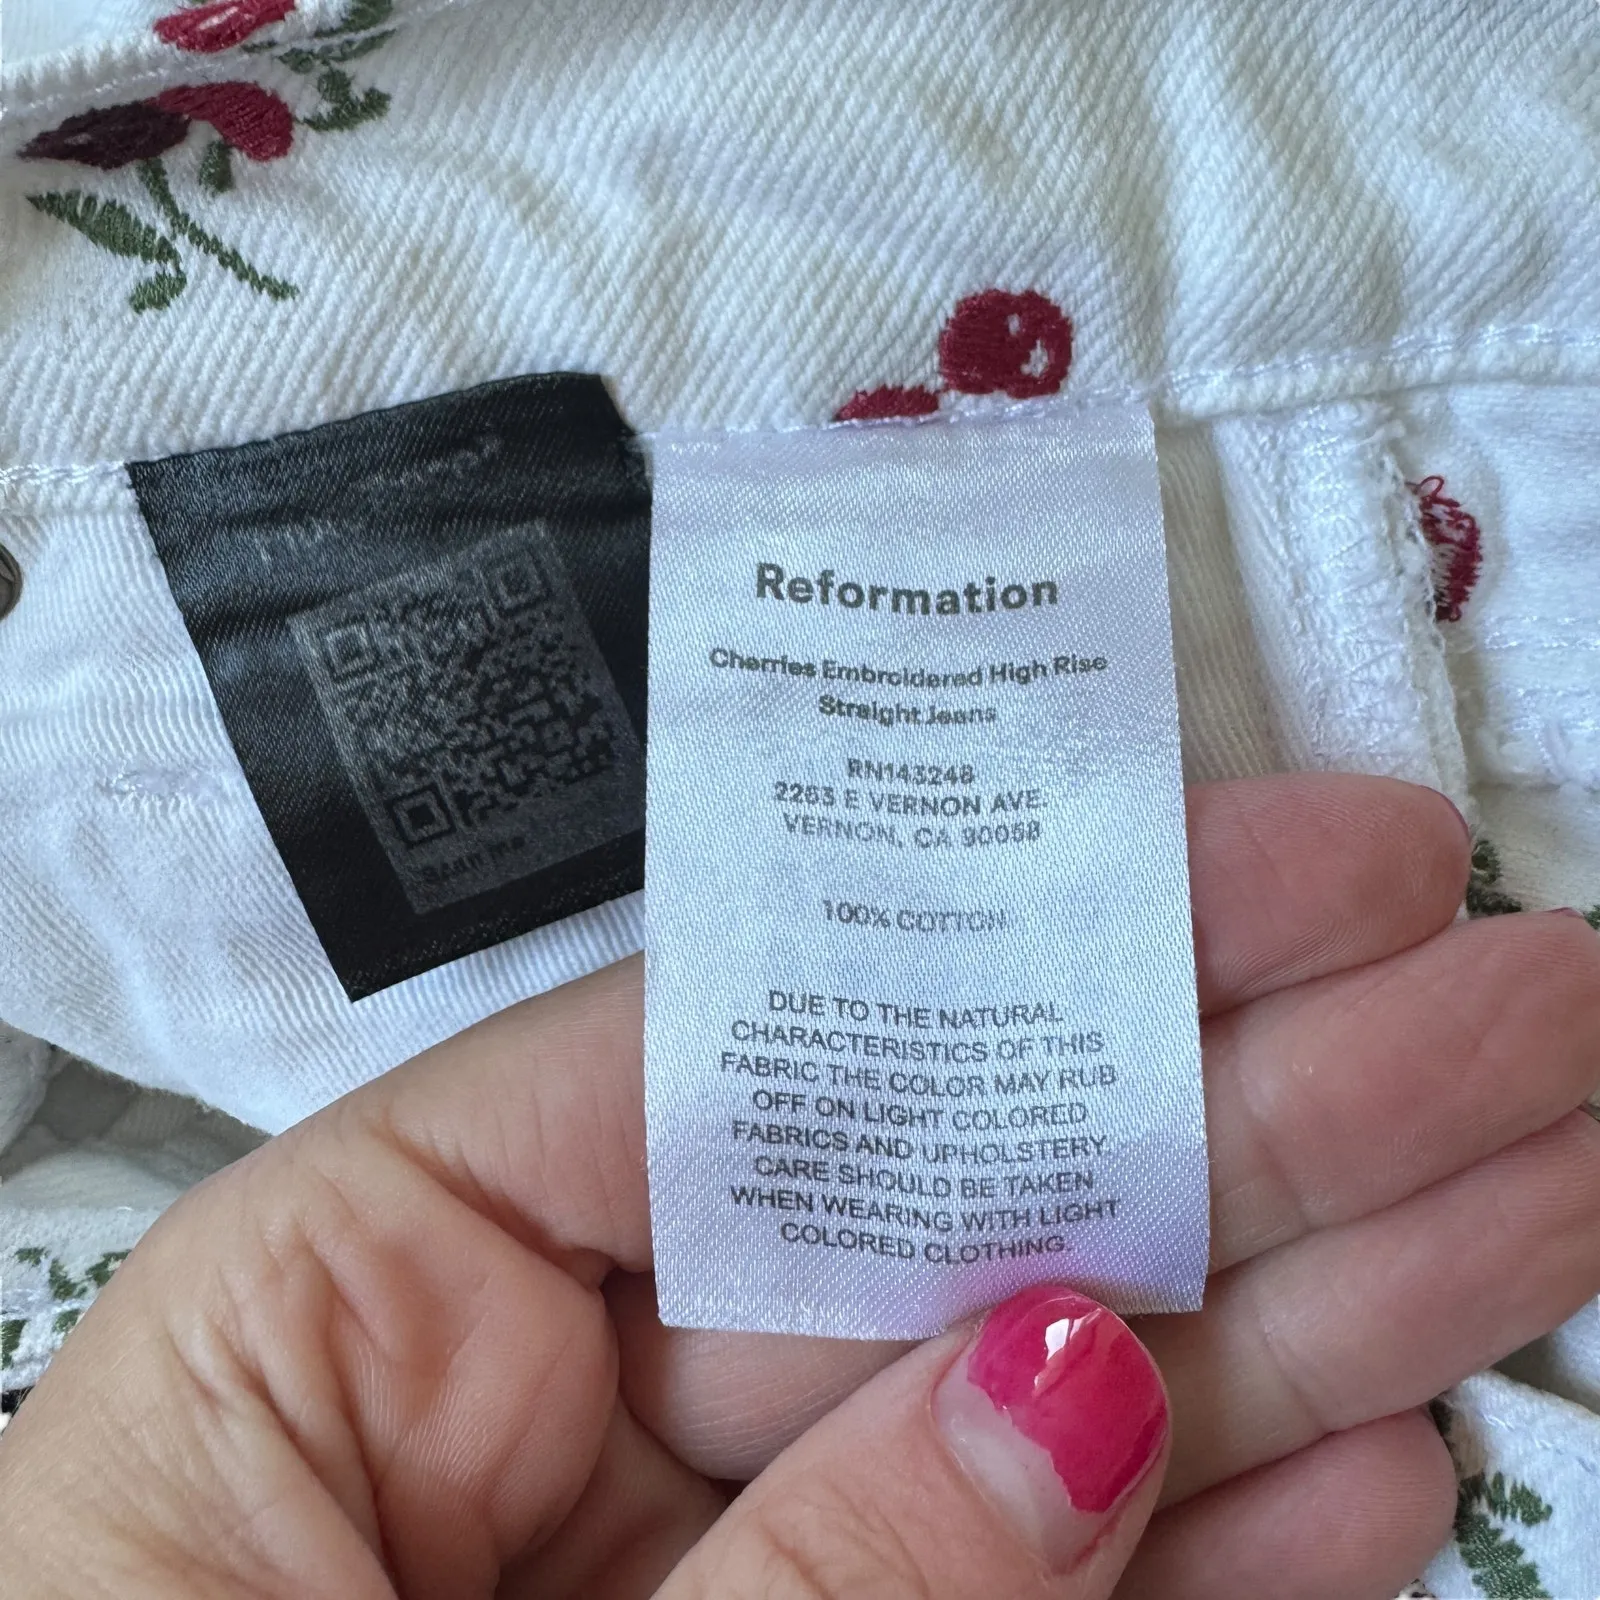 Scan me
Reformation
Cherries Embroidered High Rise
Straight Jeans
RN143248
2263 E VERNON AVE.
VERNON, CA 90058
100% COTTON
DUE TO THE NATURAL
CHARACTERISTICS OF THIS
FABRIC THE COLOR MAY RUB
OFF ON LIGHT COLORED
FABRICS AND UPHOLSTERY.
CARE SHOULD BE TAKEN
WHEN WEARING WITH LIGHT
COLORED CLOTHING.